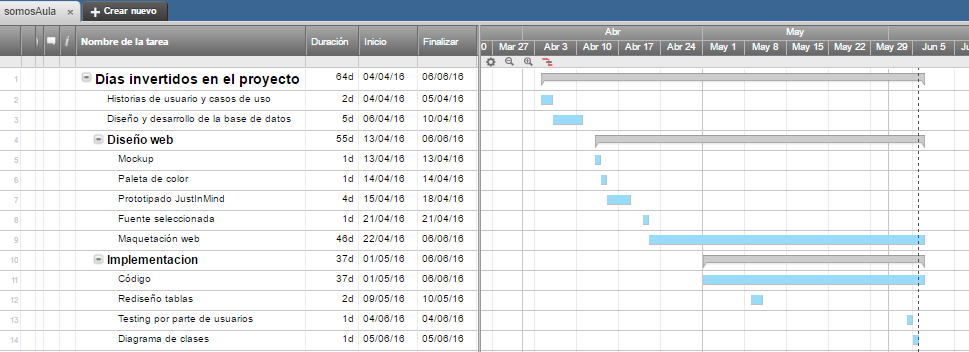 somosAula × + Crear nuevo
Abr May
Nombre de la tarea Duración Inicio Finalizar 0 Mar 27 Abr 3 Abr 10 Abr 17 Abr 24 May 1 May 8 May 15 May 22 May 29 Jun 5 Ju
1 Días invertidos en el proyecto 64d 04/04/16 06/06/16
2 Historias de usuario y casos de uso 2d 04/04/16 05/04/16
3 Diseño y desarrollo de la base de datos 5d 06/04/16 10/04/16
4 Diseño web 55d 13/04/16 06/06/16
5 Mockup 1d 13/04/16 13/04/16
6 Paleta de color 1d 14/04/16 14/04/16
7 Prototipado JustInMind 4d 15/04/16 18/04/16
8 Fuente seleccionada 1d 21/04/16 21/04/16
9 Maquetación web 46d 22/04/16 06/06/16
10 Implementacion 37d 01/05/16 06/06/16
11 Código 37d 01/05/16 06/06/16
12 Rediseño tablas 2d 09/05/16 10/05/16
13 Testing por parte de usuarios 1d 04/06/16 04/06/16
14 Diagrama de clases 1d 05/06/16 05/06/16